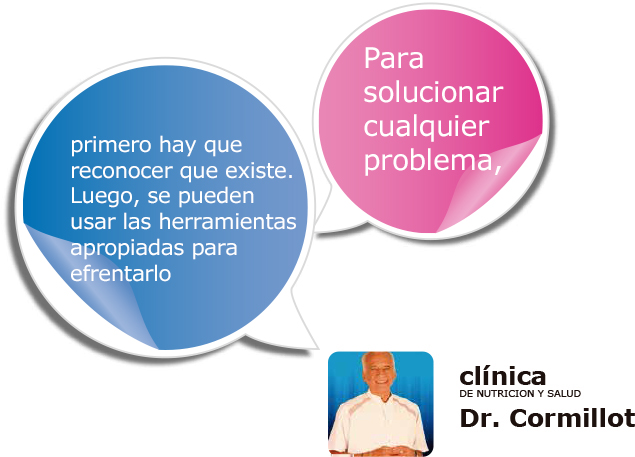 Para
solucionar
cualquier
problema,
primero hay que
reconocer que existe.
Luego, se pueden
usar las herramientas
apropiadas para
efrentarlo
clínica
DE NUTRICION Y SALUD
Dr. Cormillot